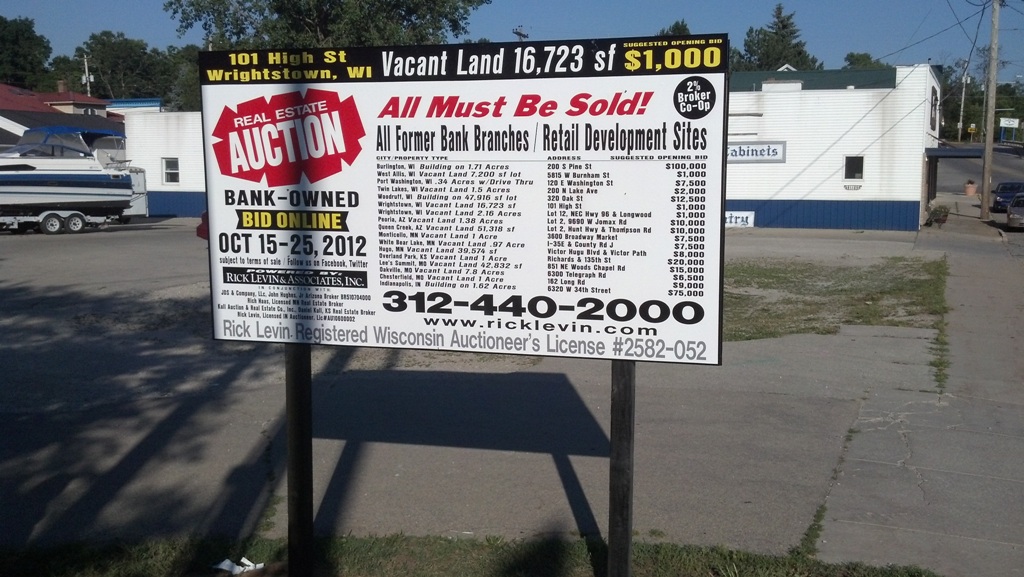 101 High St
Wrightstown, WI
Vacant Land 16,723 sf
SUGGESTED OPENING BID
$1,000
REAL ESTATE
AUCTION
BANK-OWNED
BID ONLINE
OCT 15-25, 2012
subject to terms of sale / Follow us on Facebook, Twitter
POWERED BY:
RICK LEVIN & ASSOCIATES, INC.
IN CONJUNCTION WITH
All Must Be Sold!
2% Broker Co-Op
All Former Bank Branches / Retail Development Sites
CITY/PROPERTY TYPE ADDRESS SUGGESTED OPENING BID
Burlington, WI Building on 1.71 Acres 200 S Pine St $100,000
West Allis, WI Vacant Land 7,200 sf lot 5815 W Burnham St $1,000
Port Washington, WI .34 Acres w/Drive Thru 120 E Washington St $7,500
Twin Lakes, WI Vacant Land 1.5 Acres 200 N Lake Ave $2,000
Woodruff, WI Building on 47,916 sf lot 320 Oak St $12,500
Wrightstown, WI Vacant Land 16,723 sf 101 High St $1,000
Wrightstown, WI Vacant Land 2.16 Acres Lot 12, NEC Hwy 96 & Longwood $1,000
Peoria, AZ Vacant Land 1.38 Acres Lot 2, 9690 W Jomax Rd $10,000
Queen Creek, AZ Vacant Land 51,318 sf Lot 2, Hunt Hwy & Thompson Rd $10,000
Monticello, MN Vacant Land 1 Acre 3600 Broadway Market $7,500
White Bear Lake, MN Vacant Land .97 Acre I-35E & County Rd J $7,500
Hugo, MN Vacant Land 39,574 sf Victor Hugo Blvd & Victor Path $8,000
Overland Park, KS Vacant Land 1 Acre Richards & 135th St $20,000
Lee's Summit, MO Vacant Land 42,832 sf 851 NE Woods Chapel Rd $15,000
Oakville, MO Vacant Land 7.8 Acres 6300 Telegraph Rd $6,500
Chesterfield, MO Vacant Land 1 Acre 162 Long Rd $9,000
Indianapolis, IN Building on 1.62 Acres 6320 W 34th Street $75,000
312-440-2000
www.ricklevin.com
Rick Levin Registered Wisconsin Auctioneer's License #2582-052
Cabinets